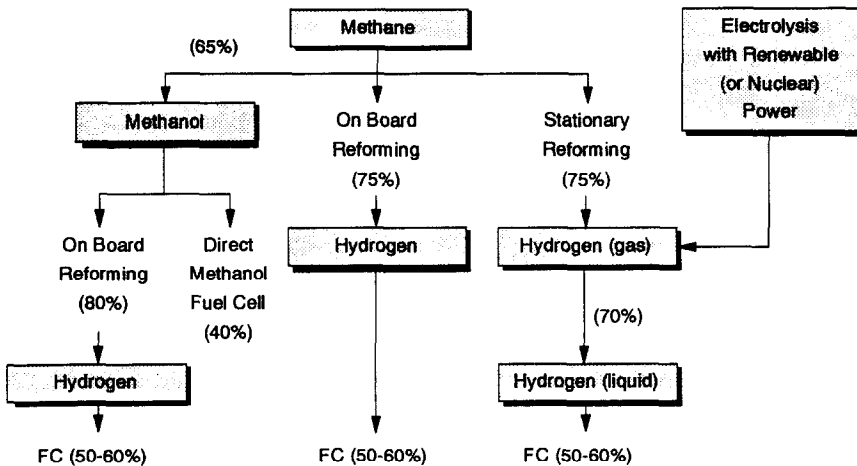 Methane
(65%)
Electrolysis
with Renewable
(or Nuclear)
Power
Methanol
On Board
Reforming
(75%)
Stationary
Reforming
(75%)
On Board
Reforming
(80%)
Direct
Methanol
Fuel Cell
(40%)
Hydrogen
Hydrogen (gas)
(70%)
Hydrogen
Hydrogen (liquid)
FC (50-60%)
FC (50-60%)
FC (50-60%)